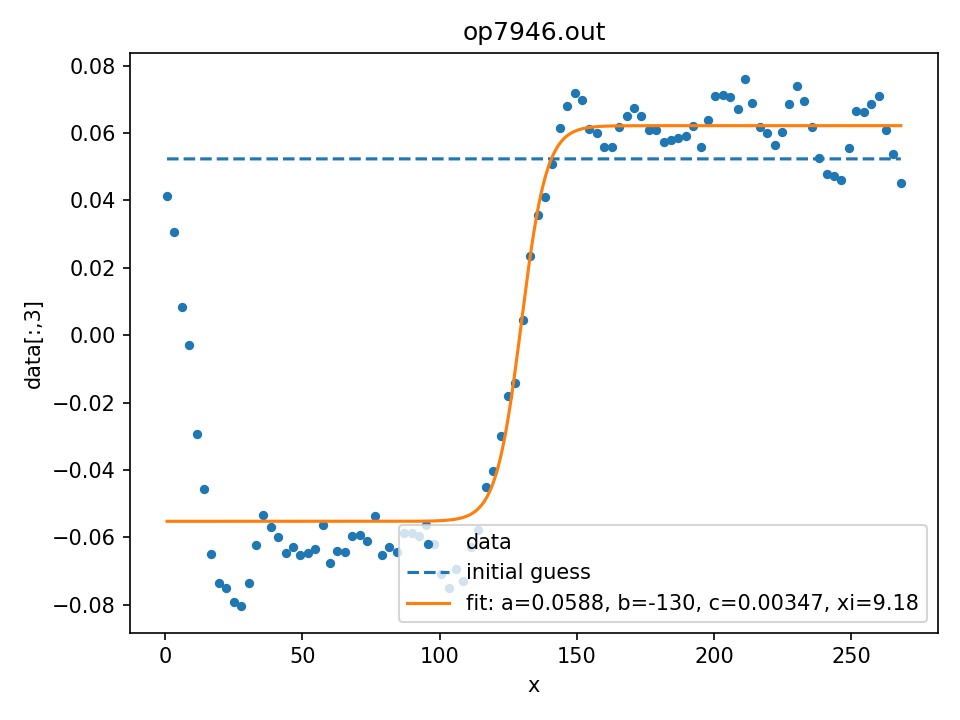 op7946.out
0.08
0.06
0.04
0.02
0.00
−0.02
−0.04
−0.06
−0.08
data[:,3]
data
initial guess
fit: a=0.0588, b=-130, c=0.00347, xi=9.18
0 50 100 150 200 250
x